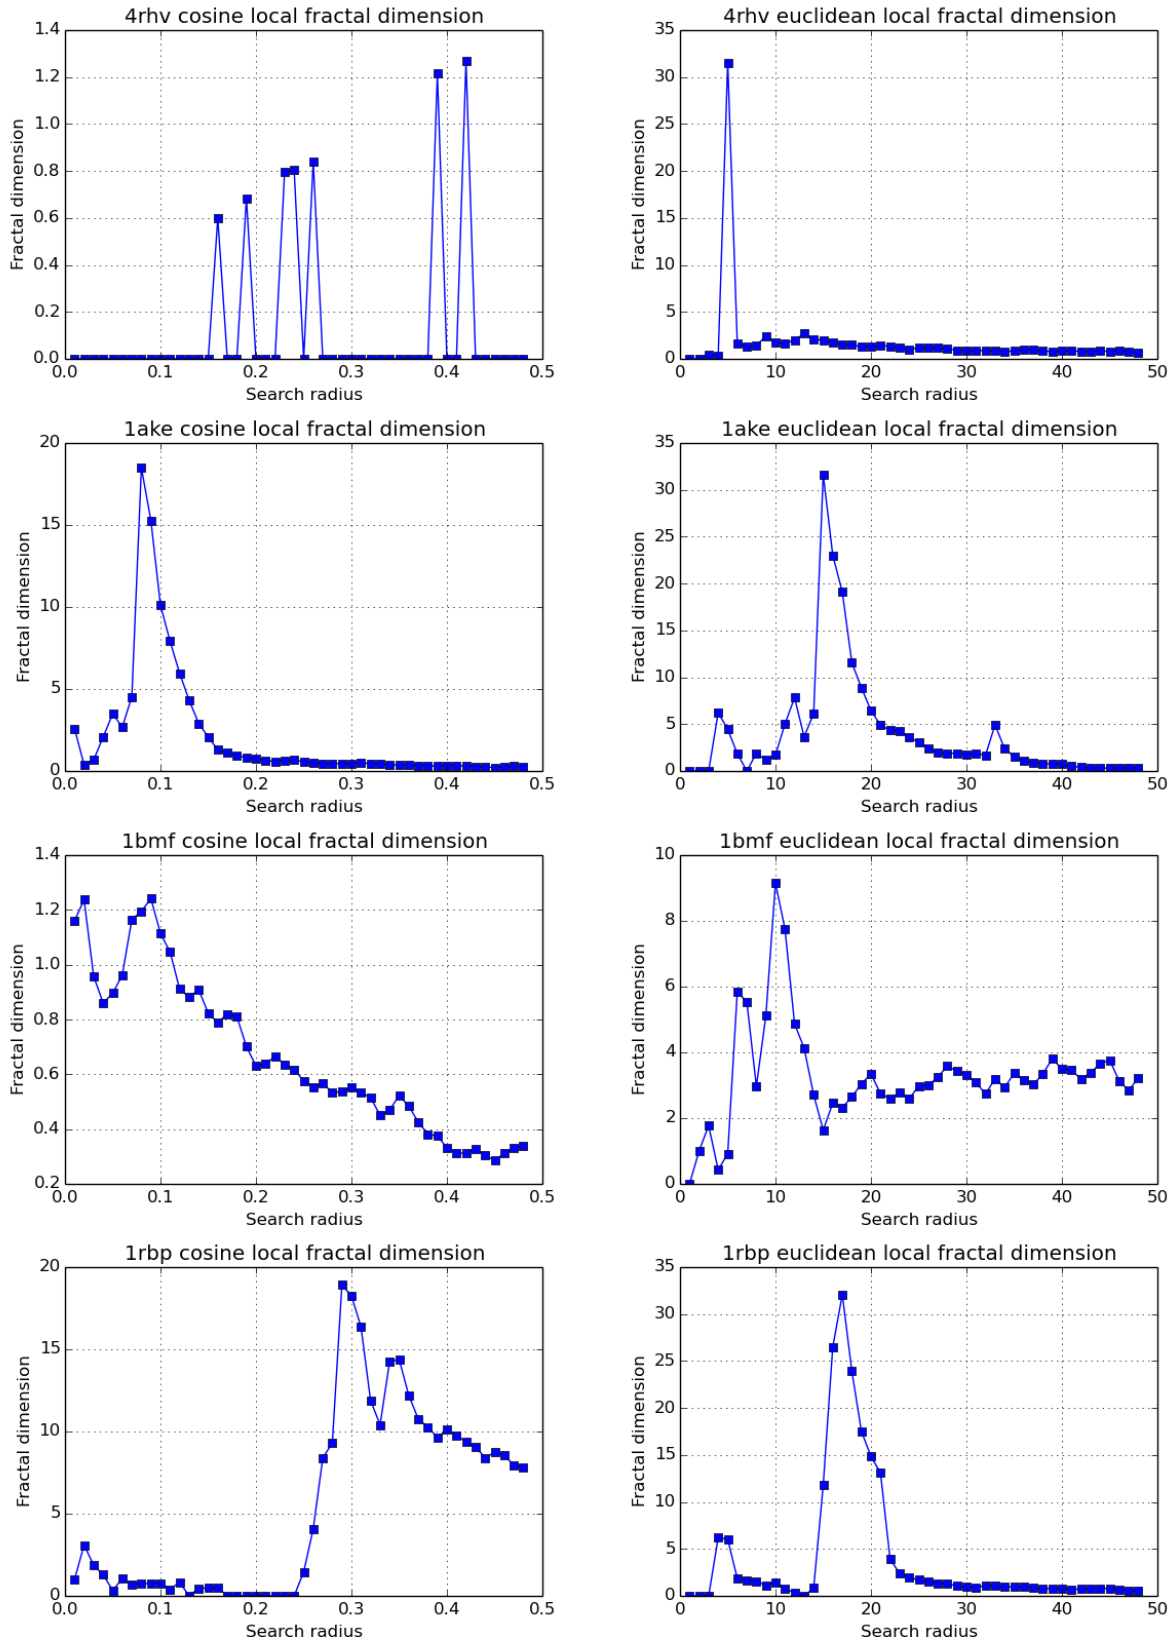 4rhv cosine local fractal dimension
1.4
1.2
1.0
0.8
0.6
0.4
0.2
0.0
Fractal dimension
0.0 0.1 0.2 0.3 0.4 0.5
Search radius
4rhv euclidean local fractal dimension
35
30
25
20
15
10
5
0
Fractal dimension
0 10 20 30 40 50
Search radius
1ake cosine local fractal dimension
20
15
10
5
0
Fractal dimension
0.0 0.1 0.2 0.3 0.4 0.5
Search radius
1ake euclidean local fractal dimension
35
30
25
20
15
10
5
0
Fractal dimension
0 10 20 30 40 50
Search radius
1bmf cosine local fractal dimension
1.4
1.2
1.0
0.8
0.6
0.4
0.2
Fractal dimension
0.0 0.1 0.2 0.3 0.4 0.5
Search radius
1bmf euclidean local fractal dimension
10
8
6
4
2
0
Fractal dimension
0 10 20 30 40 50
Search radius
1rbp cosine local fractal dimension
20
15
10
5
0
Fractal dimension
0.0 0.1 0.2 0.3 0.4 0.5
Search radius
1rbp euclidean local fractal dimension
35
30
25
20
15
10
5
0
Fractal dimension
0 10 20 30 40 50
Search radius